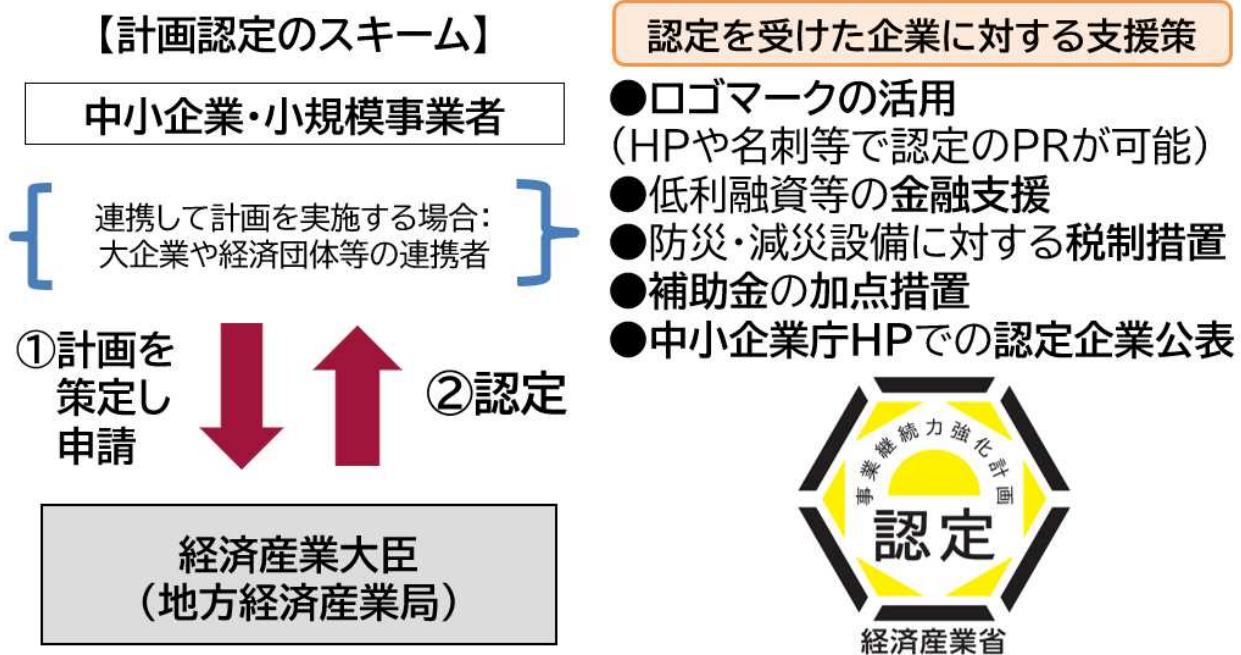 【計画認定のスキーム】
中小企業・小規模事業者
連携して計画を実施する場合:
大企業や経済団体等の連携者
①計画を
策定し
申請
②認定
経済産業大臣
(地方経済産業局)
認定を受けた企業に対する支援策
●ロゴマークの活用
(HPや名刺等で認定のPRが可能)
●低利融資等の金融支援
●防災・減災設備に対する税制措置
●補助金の加点措置
●中小企業庁HPでの認定企業公表
事業継続力強化計画
認定
経済産業省